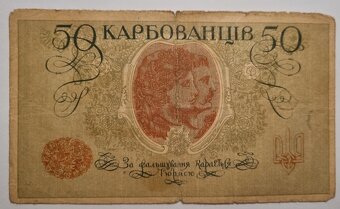 50 КАРБОВАНЦІВ 50
За фальшування карається
тюрмою